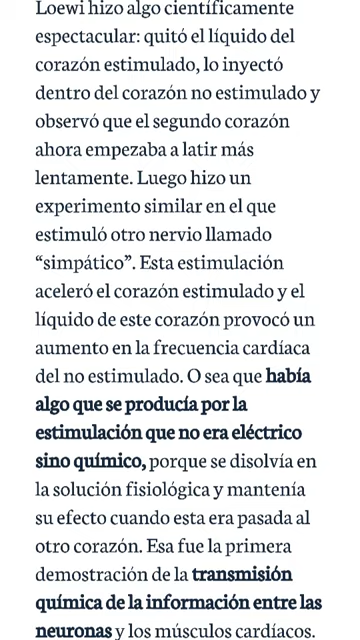 Loewi hizo algo científicamente
espectacular: quitó el líquido del
corazón estimulado, lo inyectó
dentro del corazón no estimulado y
observó que el segundo corazón
ahora empezaba a latir más
lentamente. Luego hizo un
experimento similar en el que
estimuló otro nervio llamado
“simpático”. Esta estimulación
aceleró el corazón estimulado y el
líquido de este corazón provocó un
aumento en la frecuencia cardíaca
del no estimulado. O sea que había
algo que se producía por la
estimulación que no era eléctrico
sino químico, porque se disolvía en
la solución fisiológica y mantenía
su efecto cuando esta era pasada al
otro corazón. Esa fue la primera
demostración de la transmisión
química de la información entre las
neuronas y los músculos cardíacos.